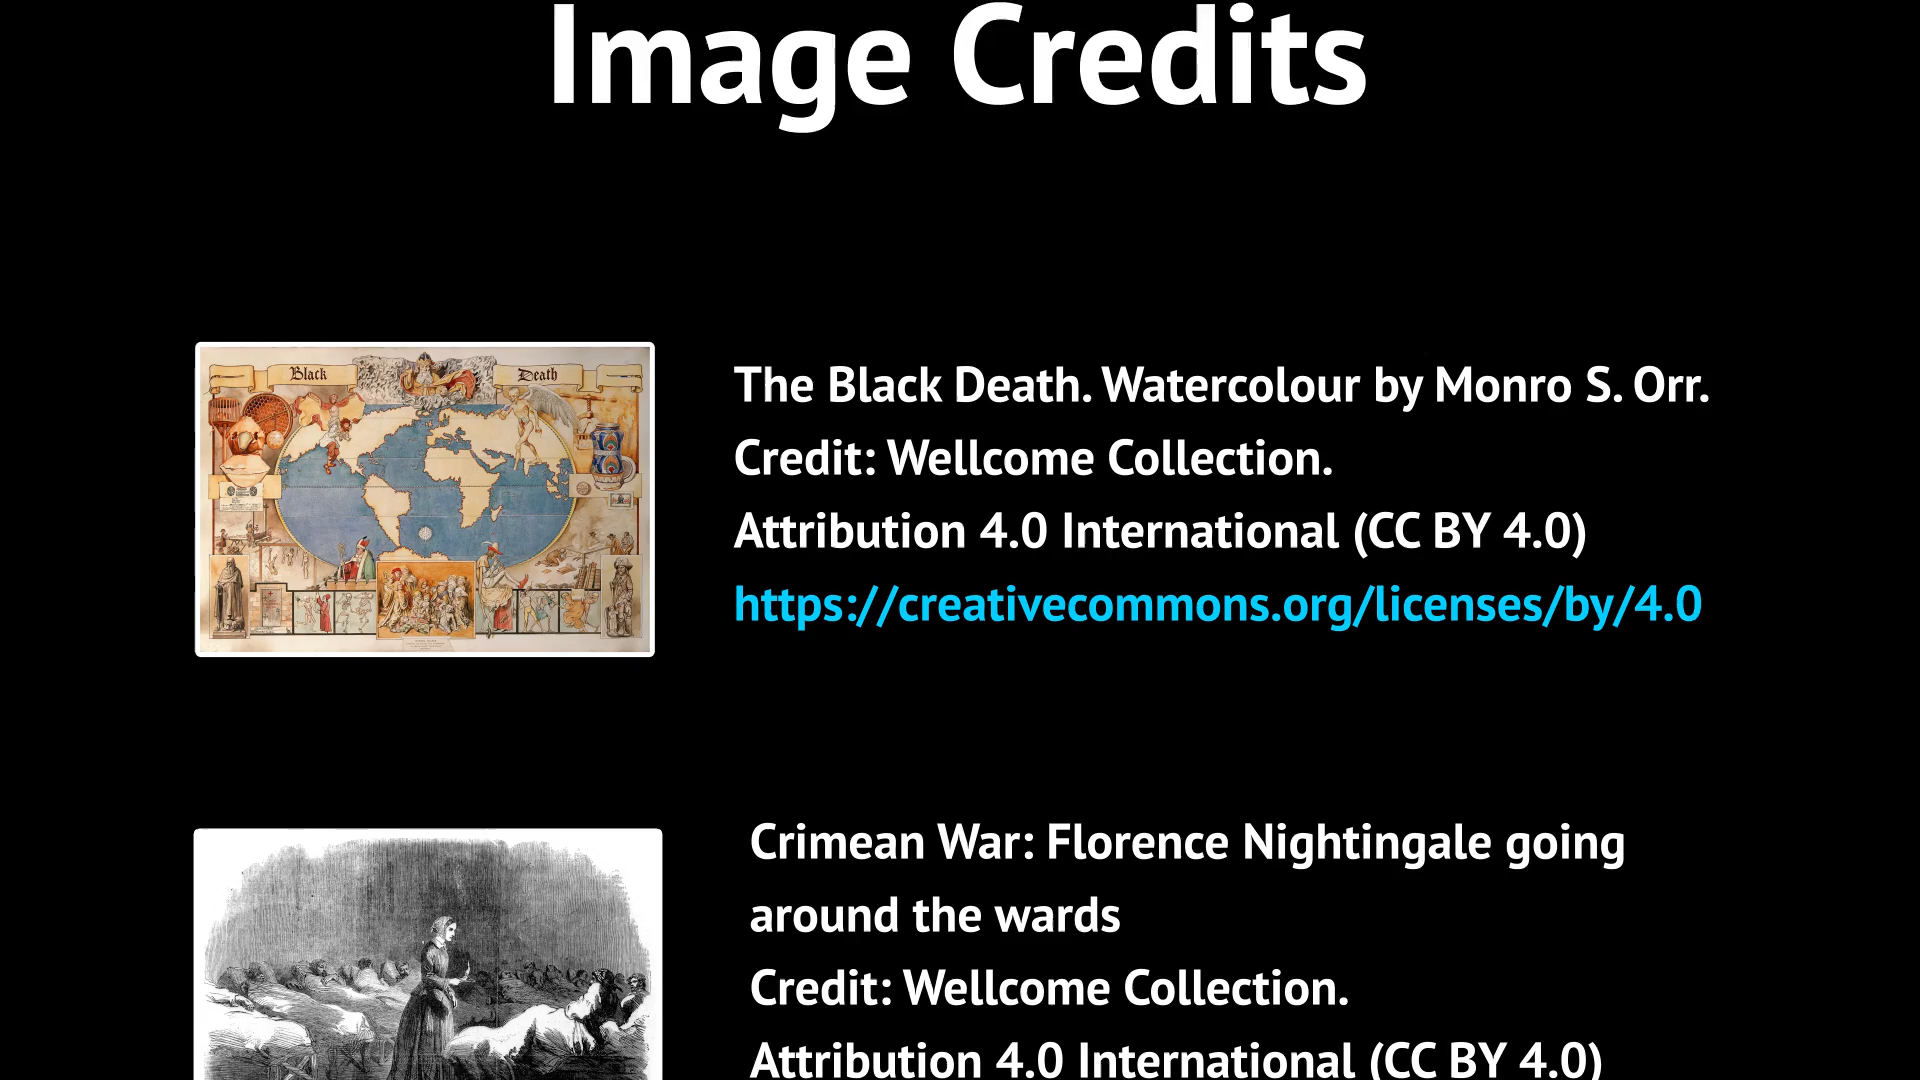 Image Credits
Black
Death
The Black Death. Watercolour by Monro S. Orr.
Credit: Wellcome Collection.
Attribution 4.0 International (CC BY 4.0)
https://creativecommons.org/licenses/by/4.0
Crimean War: Florence Nightingale going
around the wards
Credit: Wellcome Collection.
Attribution 4.0 International (CC BY 4.0)